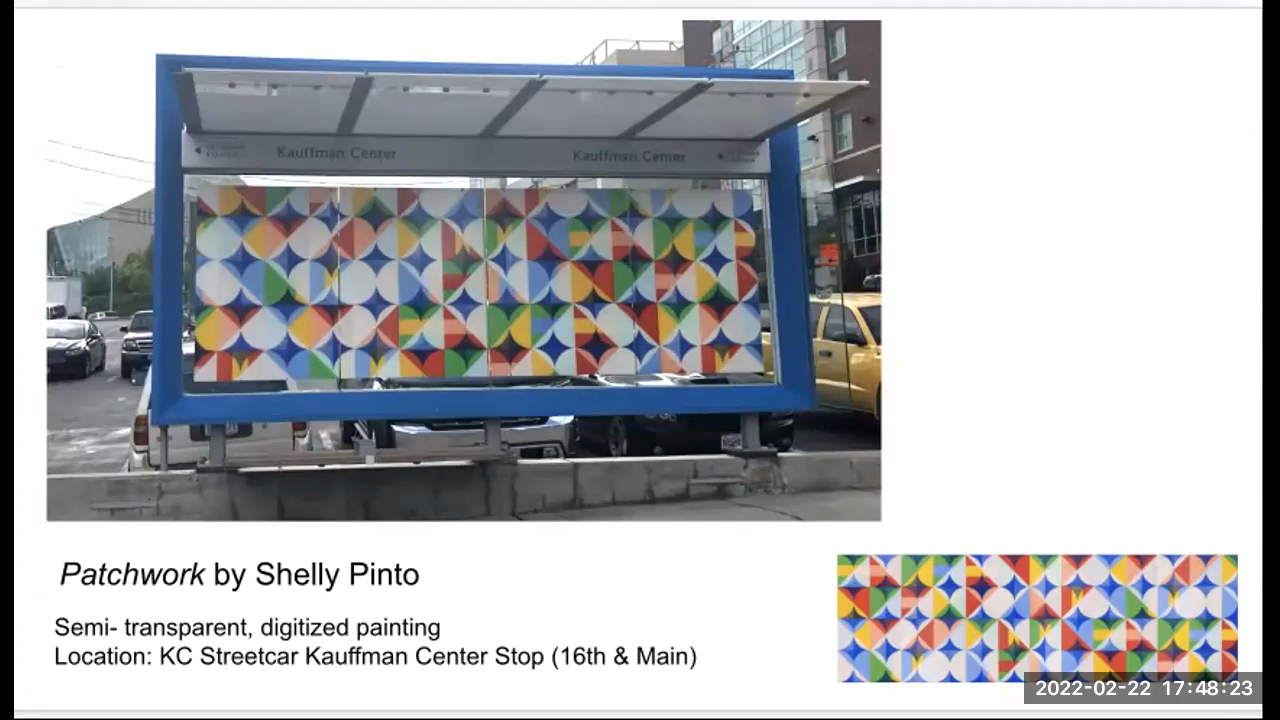 Kauffman Center
Kauffman Center
Patchwork by Shelly Pinto
Semi- transparent, digitized painting
Location: KC Streetcar Kauffman Center Stop (16th & Main)
2022-02-22 17:48:23